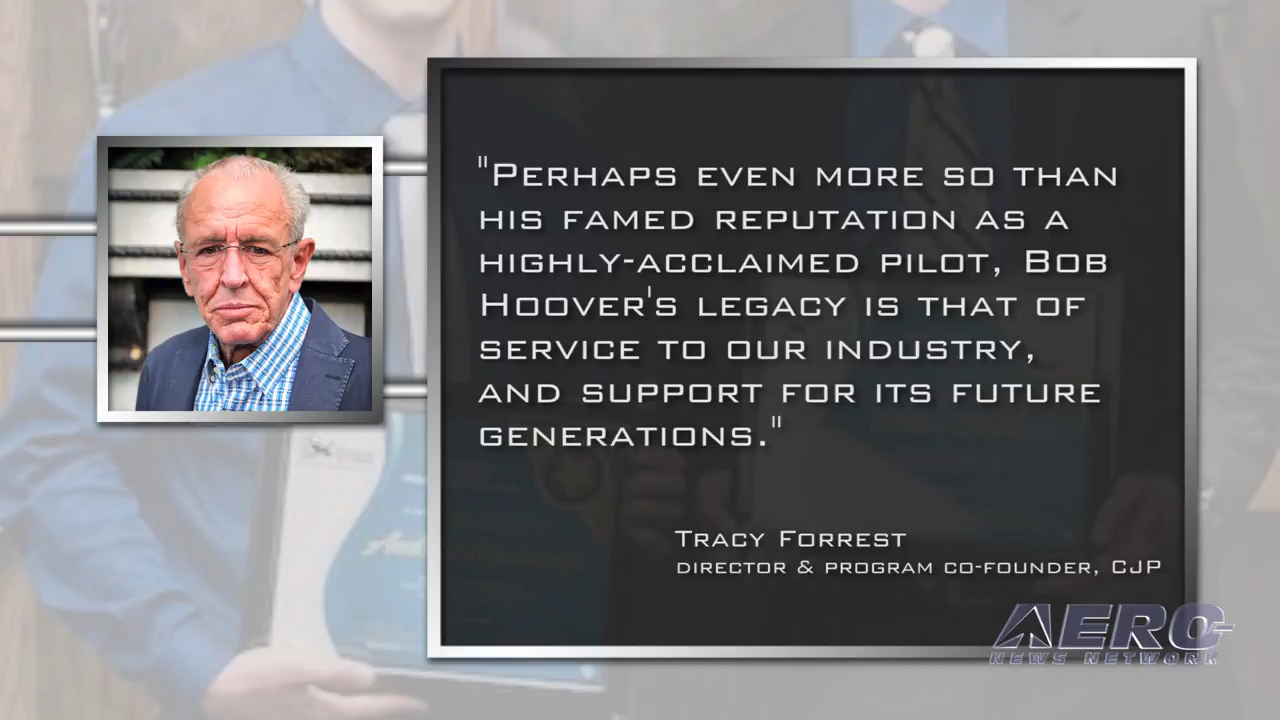 "Perhaps even more so than
his famed reputation as a
highly-acclaimed pilot, Bob
Hoover's legacy is that of
service to our industry,
and support for its future
generations."
Tracy Forrest
director & program co-founder, CJP
AERO
NEWS NETWORK